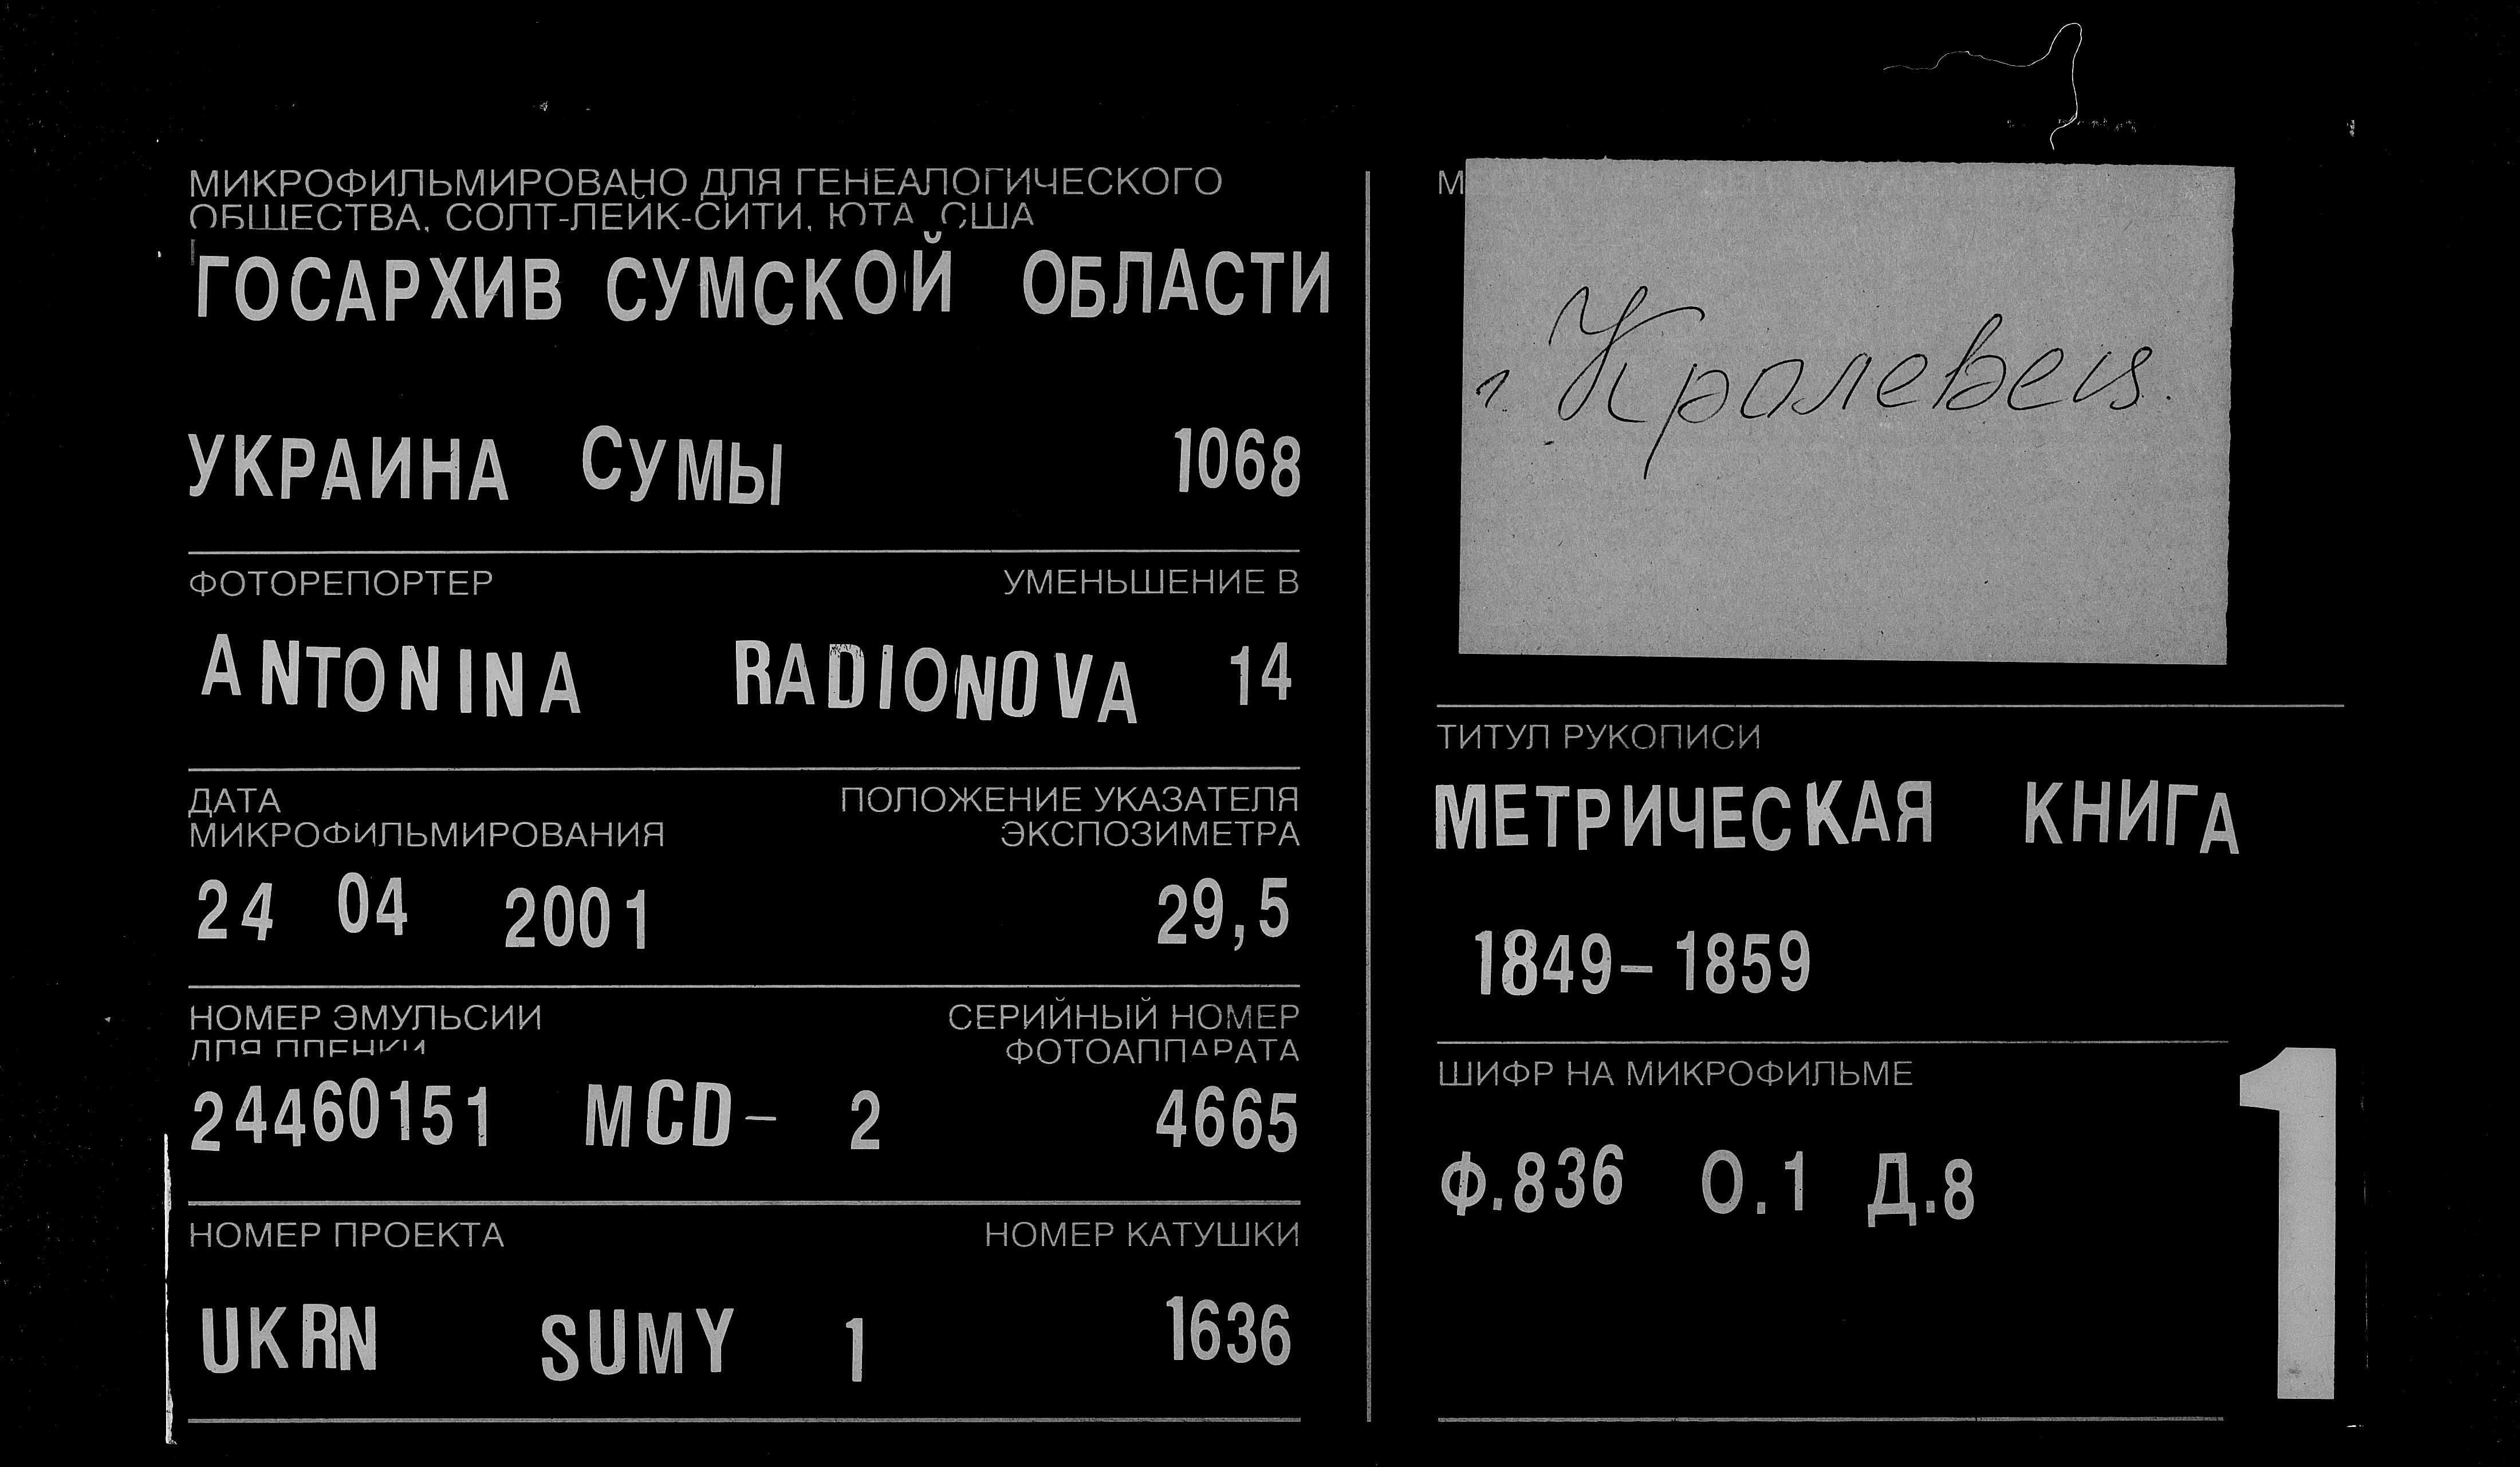 МИКРОФИЛЬМИРОВАНО ДЛЯ ГЕНЕАЛОГИЧЕСКОГО
ОБЩЕСТВА, СОЛТ-ЛЕЙК-СИТИ, ЮТА, США
ГОСАРХИВ СУМСКОЙ ОБЛАСТИ
УКРАИНА СУМЫ 1068
ФОТОРЕПОРТЕР УМЕНЬШЕНИЕ В
ANTONINA RADIONOVA 14
ДАТА ПОЛОЖЕНИЕ УКАЗАТЕЛЯ
МИКРОФИЛЬМИРОВАНИЯ ЭКСПОЗИМЕТРА
24 04 2001 29,5
НОМЕР ЭМУЛЬСИИ СЕРИЙНЫЙ НОМЕР
ДЛЯ ПЛЕНКИ ФОТОАППАРАТА
24460151 MCD- 2 4665
НОМЕР ПРОЕКТА НОМЕР КАТУШКИ
UKRN SUMY 1 1636
М
г Кролевец.
ТИТУЛ РУКОПИСИ
МЕТРИЧЕСКАЯ КНИГА
1849-1859
ШИФР НА МИКРОФИЛЬМЕ
Ф.836 О.1 Д.8
1